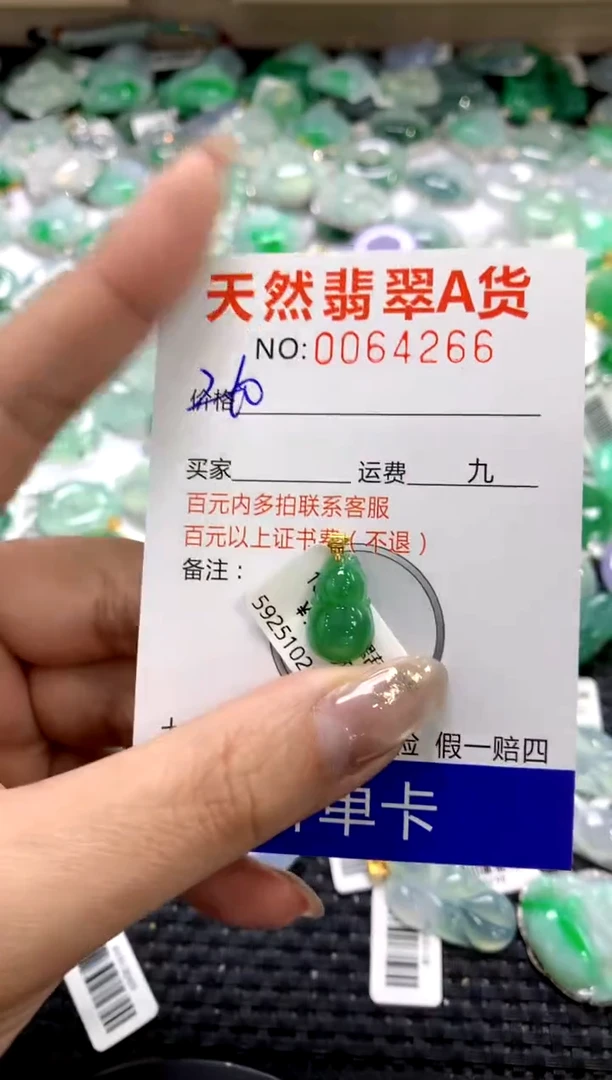 天然翡翠A货
NO:0064266
价格
买家 运费 九
百元内多拍联系客服
百元以上证书费(不退)
备注:
5925102
假一赔四
单卡